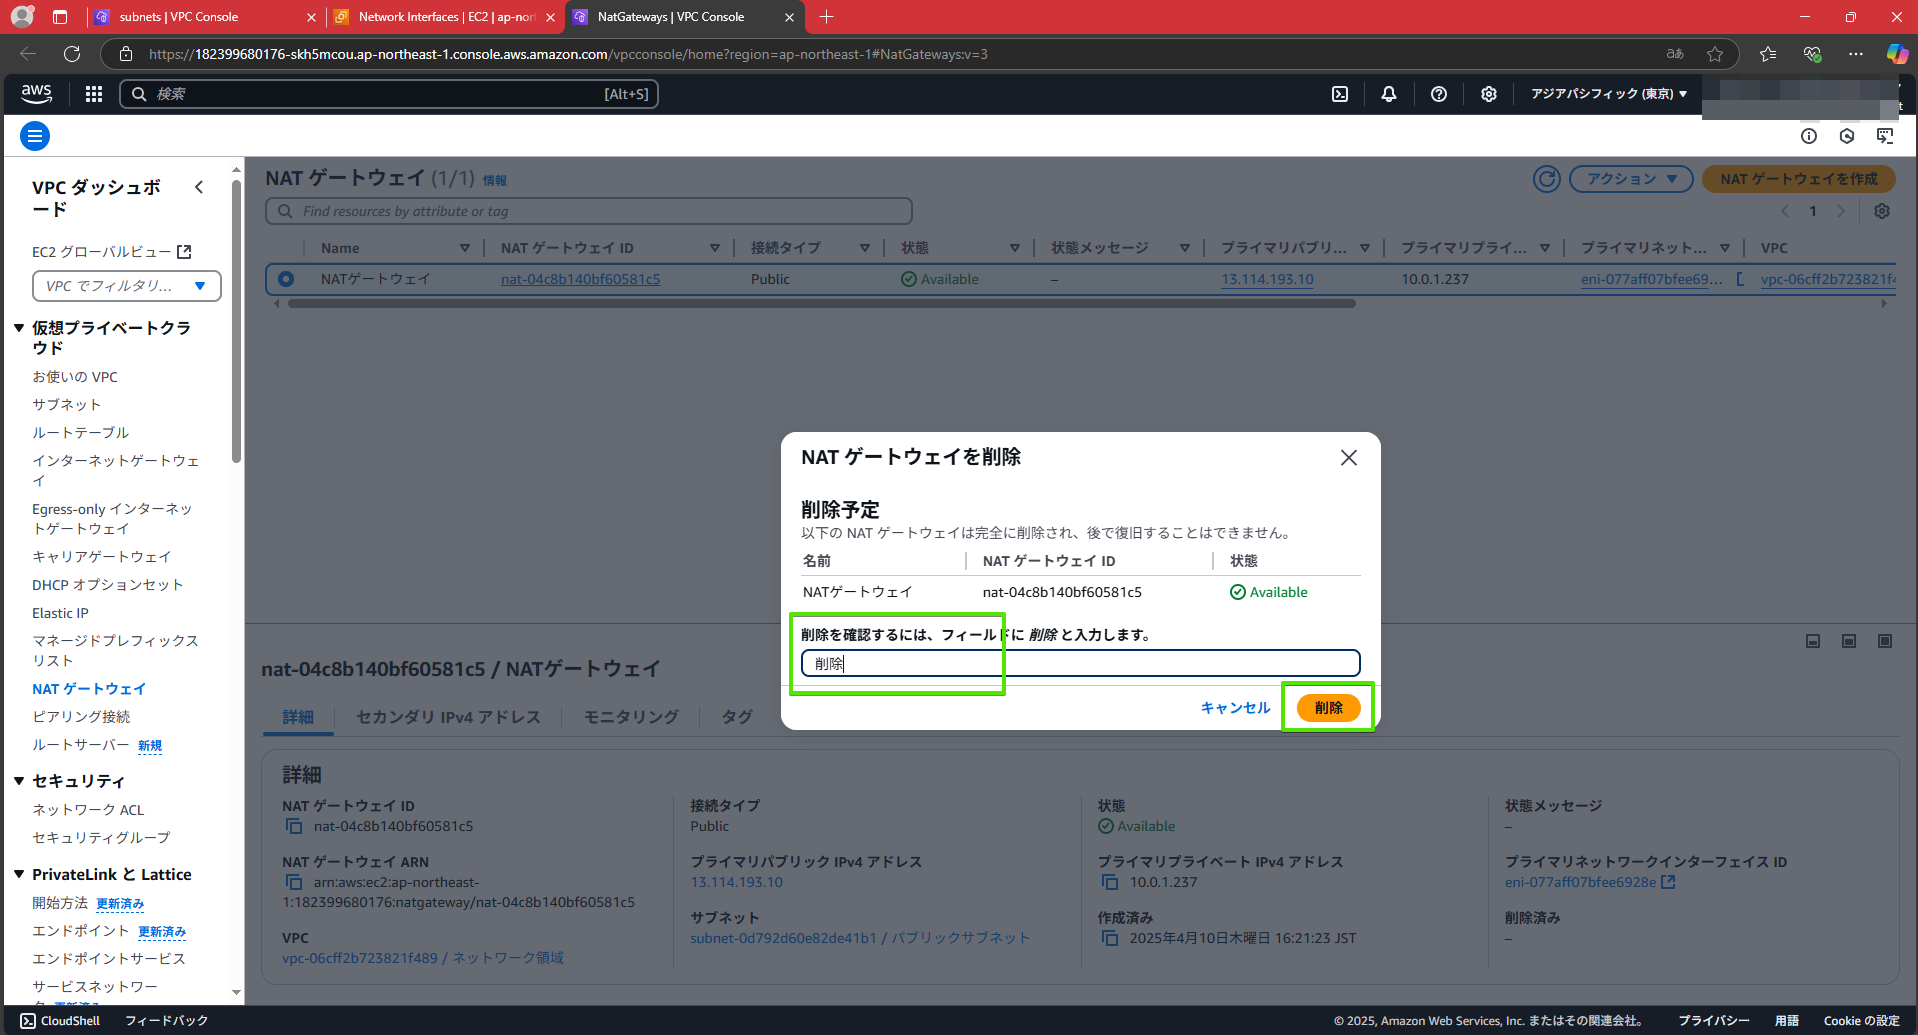 subnets | VPC Console
Network Interfaces | EC2 | ap-nort
NatGateways | VPC Console
https://182399680176-skh5mcou.ap-northeast-1.console.aws.amazon.com/vpcconsole/home?region=ap-northeast-1#NatGateways:v=3
aあ
aws
検索
[Alt+S]
アジアパシフィック (東京)
VPC ダッシュボ
ード
EC2 グローバルビュー
VPC でフィルタリ...
仮想プライベートクラ
ウド
お使いの VPC
サブネット
ルートテーブル
インターネットゲートウェ
イ
Egress-only インターネッ
トゲートウェイ
キャリアゲートウェイ
DHCP オプションセット
Elastic IP
マネージドプレフィックス
リスト
NAT ゲートウェイ
ピアリング接続
ルートサーバー 新規
セキュリティ
ネットワーク ACL
セキュリティグループ
PrivateLink と Lattice
開始方法 更新済み
エンドポイント 更新済み
エンドポイントサービス
サービスネットワー
NAT ゲートウェイ (1/1) 情報
アクション
NAT ゲートウェイを作成
Find resources by attribute or tag
1
Name
NAT ゲートウェイ ID
接続タイプ
状態
状態メッセージ
プライマリパブリ...
プライマリプライ...
プライマリネット...
VPC
NATゲートウェイ
nat-04c8b140bf60581c5
Public
Available
–
13.114.193.10
10.0.1.237
eni-077aff07bfee69...
vpc-06cff2b723821f4
NAT ゲートウェイを削除
削除予定
以下の NAT ゲートウェイは完全に削除され、後で復旧することはできません。
名前
NAT ゲートウェイ ID
状態
NATゲートウェイ
nat-04c8b140bf60581c5
Available
削除を確認するには、フィールドに 削除 と入力します。
削除
キャンセル
削除
nat-04c8b140bf60581c5 / NATゲートウェイ
詳細
セカンダリ IPv4 アドレス
モニタリング
タグ
詳細
NAT ゲートウェイ ID
nat-04c8b140bf60581c5
接続タイプ
Public
状態
Available
状態メッセージ
–
NAT ゲートウェイ ARN
arn:aws:ec2:ap-northeast-
1:182399680176:natgateway/nat-04c8b140bf60581c5
プライマリパブリック IPv4 アドレス
13.114.193.10
プライマリプライベート IPv4 アドレス
10.0.1.237
プライマリネットワークインターフェイス ID
eni-077aff07bfee6928e
VPC
vpc-06cff2b723821f489 / ネットワーク領域
サブネット
subnet-0d792d60e82de41b1 / パブリックサブネット
作成済み
2025年4月10日木曜日 16:21:23 JST
削除済み
–
CloudShell
フィードバック
© 2025, Amazon Web Services, Inc. またはその関連会社。
プライバシー
用語
Cookie の設定